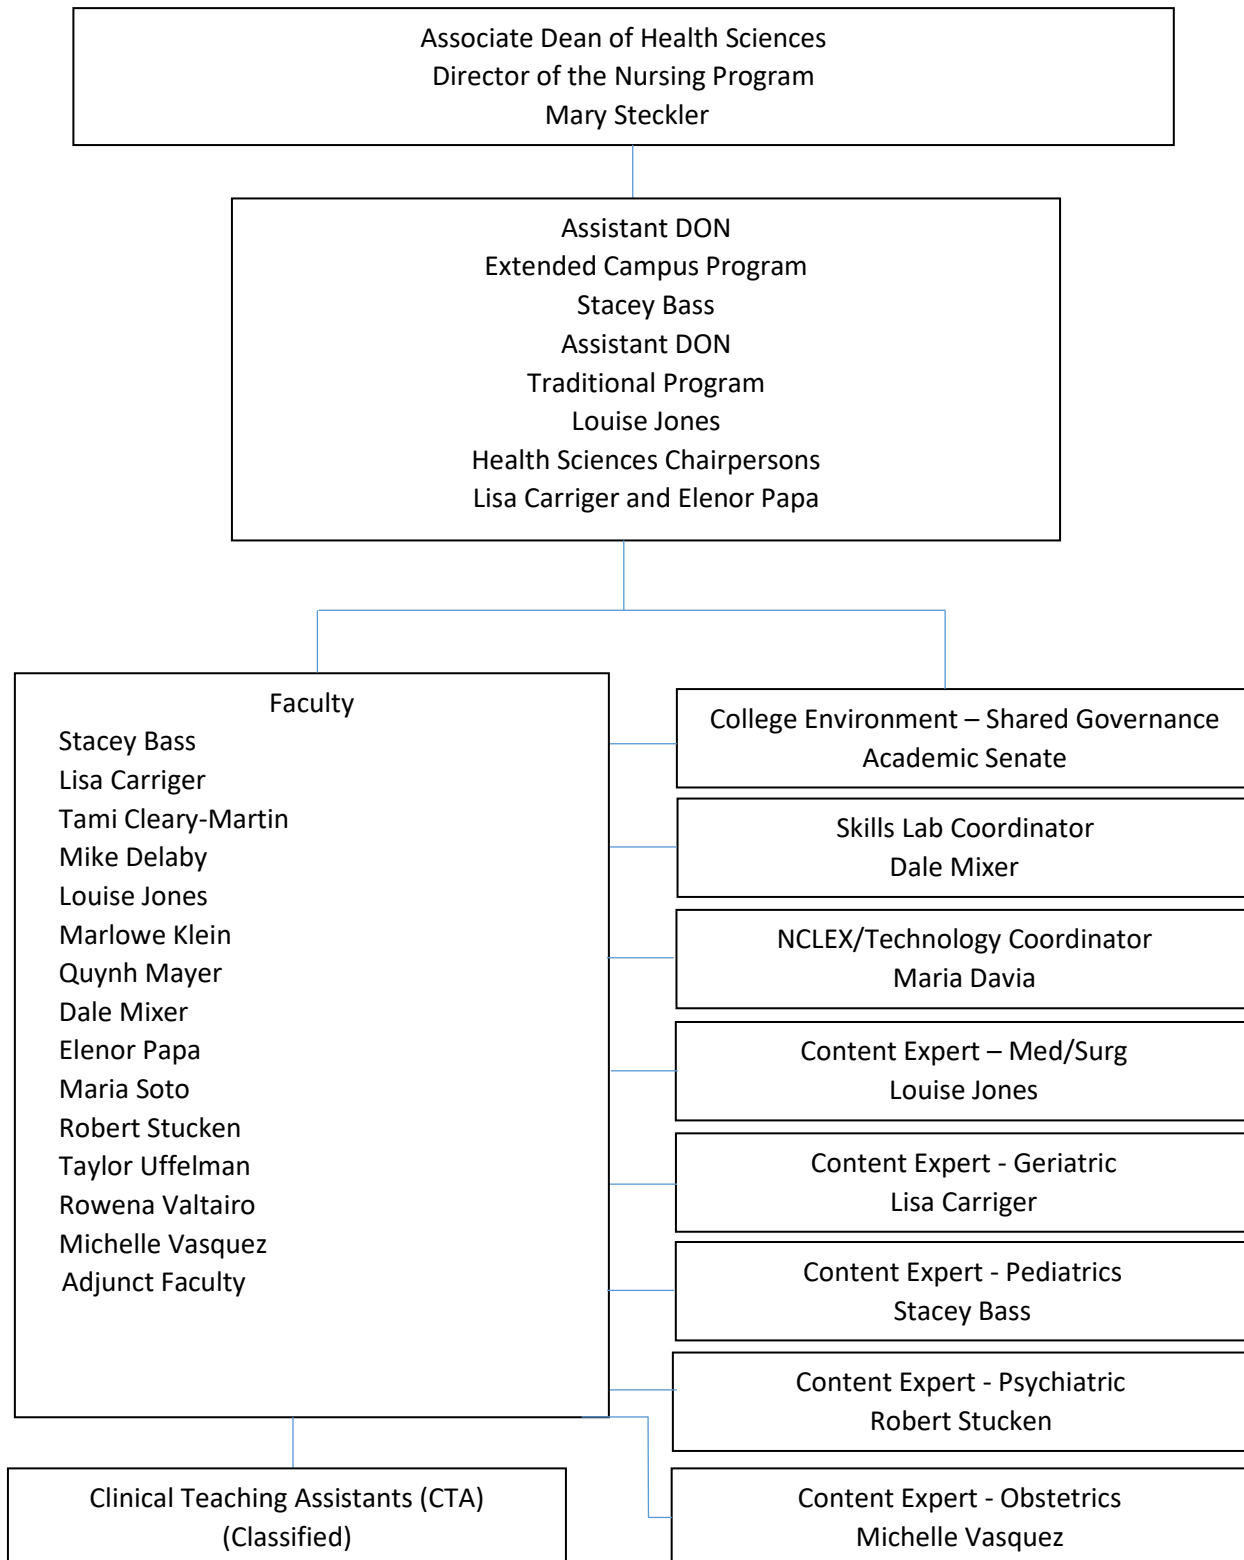 Associate Dean of Health Sciences
Director of the Nursing Program
Mary Steckler
Assistant DON
Extended Campus Program
Stacey Bass
Assistant DON
Traditional Program
Louise Jones
Health Sciences Chairpersons
Lisa Carriger and Elenor Papa
Faculty
Stacey Bass
Lisa Carriger
Tami Cleary-Martin
Mike Delaby
Louise Jones
Marlowe Klein
Quynh Mayer
Dale Mixer
Elenor Papa
Maria Soto
Robert Stucken
Taylor Uffelman
Rowena Valtairo
Michelle Vasquez
Adjunct Faculty
College Environment – Shared Governance
Academic Senate
Skills Lab Coordinator
Dale Mixer
NCLEX/Technology Coordinator
Maria Davia
Content Expert – Med/Surg
Louise Jones
Content Expert - Geriatric
Lisa Carriger
Content Expert - Pediatrics
Stacey Bass
Content Expert - Psychiatric
Robert Stucken
Clinical Teaching Assistants (CTA)
(Classified)
Content Expert - Obstetrics
Michelle Vasquez